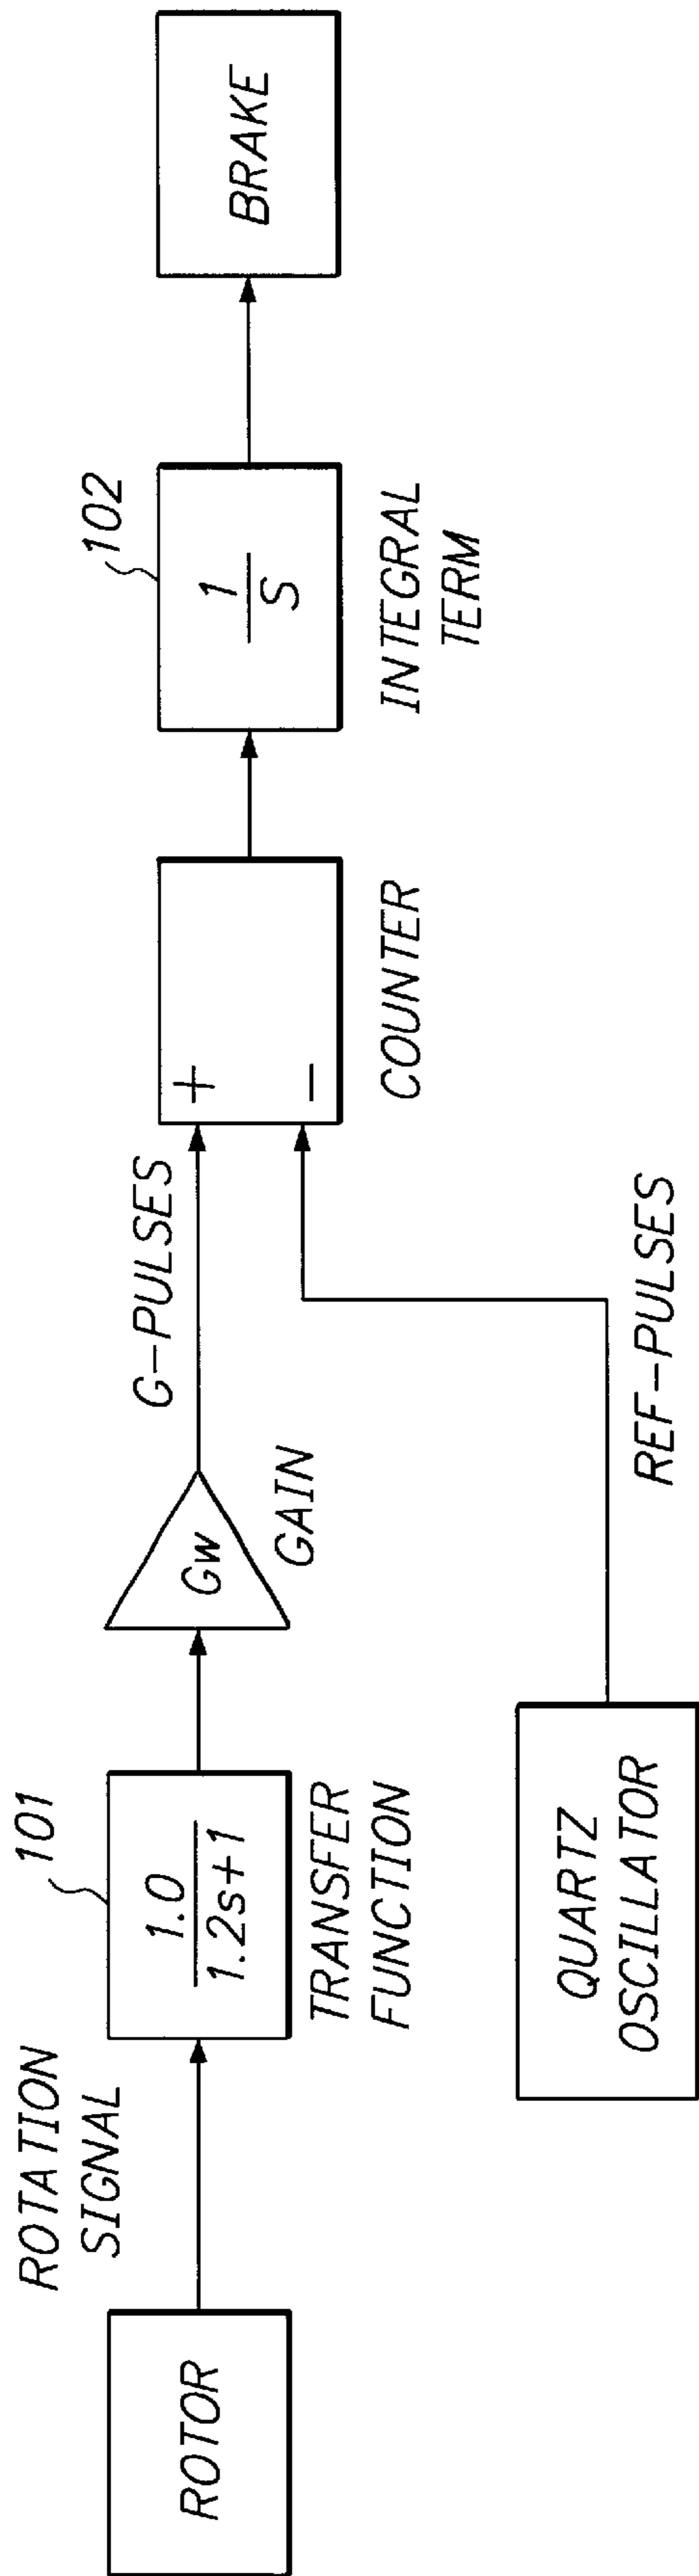 ROTOR
ROTATION
SIGNAL
101
1.0
1.2s+1
TRANSFER
FUNCTION
Gw
GAIN
G-PULSES
+
-
COUNTER
102
1
S
INTEGRAL
TERM
BRAKE
QUARTZ
OSCILLATOR
REF-PULSES